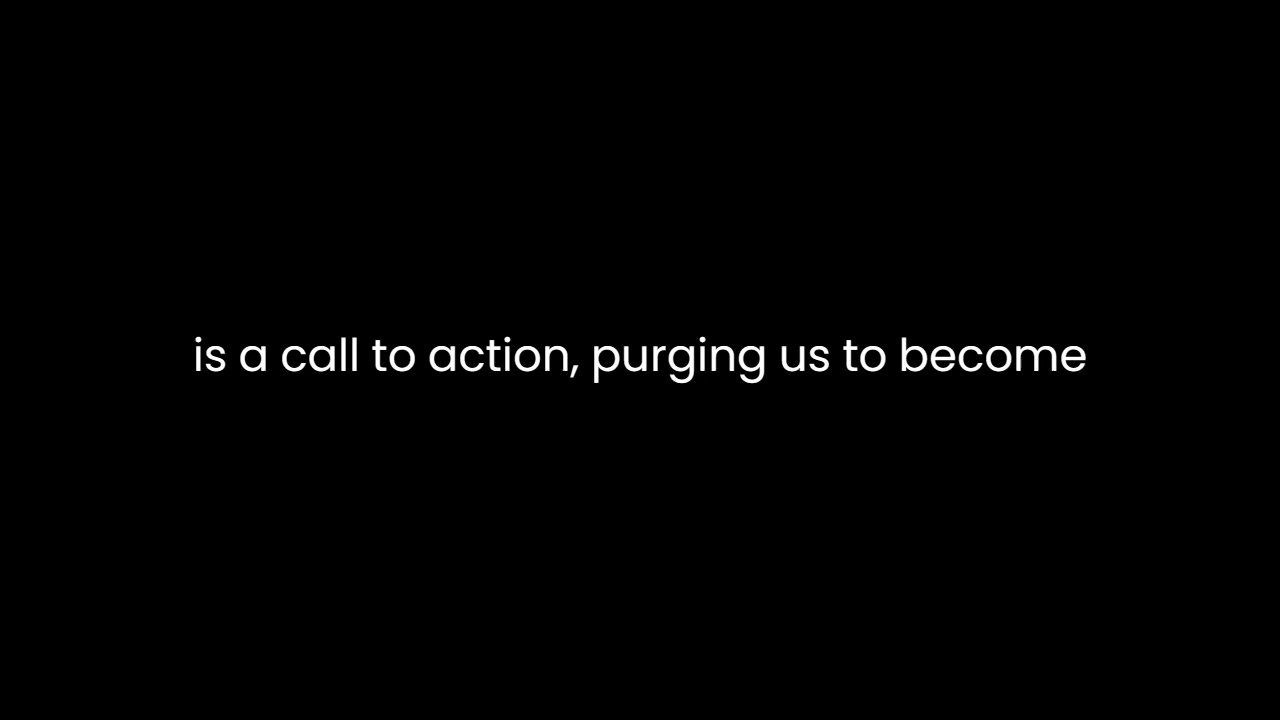 is a call to action, purging us to become